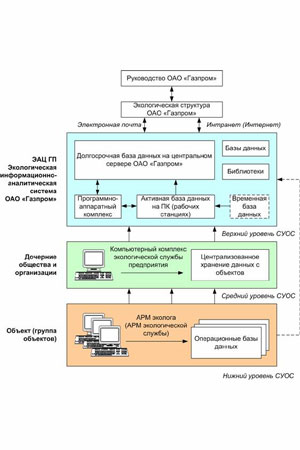 Руководство ОАО «Газпром»
Экологическая структура
ОАО «Газпром»
Электронная почта
Интранет (Интернет)
ЭАЦ ГП
Экологическая
информационно-
аналитическая
система
ОАО «Газпром»
Долгосрочная база данных на центральном
сервере ОАО «Газпром»
Базы данных
Библиотеки
Программно-
аппаратный
комплекс
Активная база данных
на ПК (рабочих
станциях)
Временная
база
данных
Верхний уровень СУОС
Дочерние
общества и
организации
Компьютерный комплекс
экологической службы
предприятия
Централизованное
хранение данных с
объектов
Средний уровень СУОС
Объект (группа
объектов)
АРМ эколога
(АРМ экологической
службы)
Операционные базы
данных
Нижний уровень СУОС